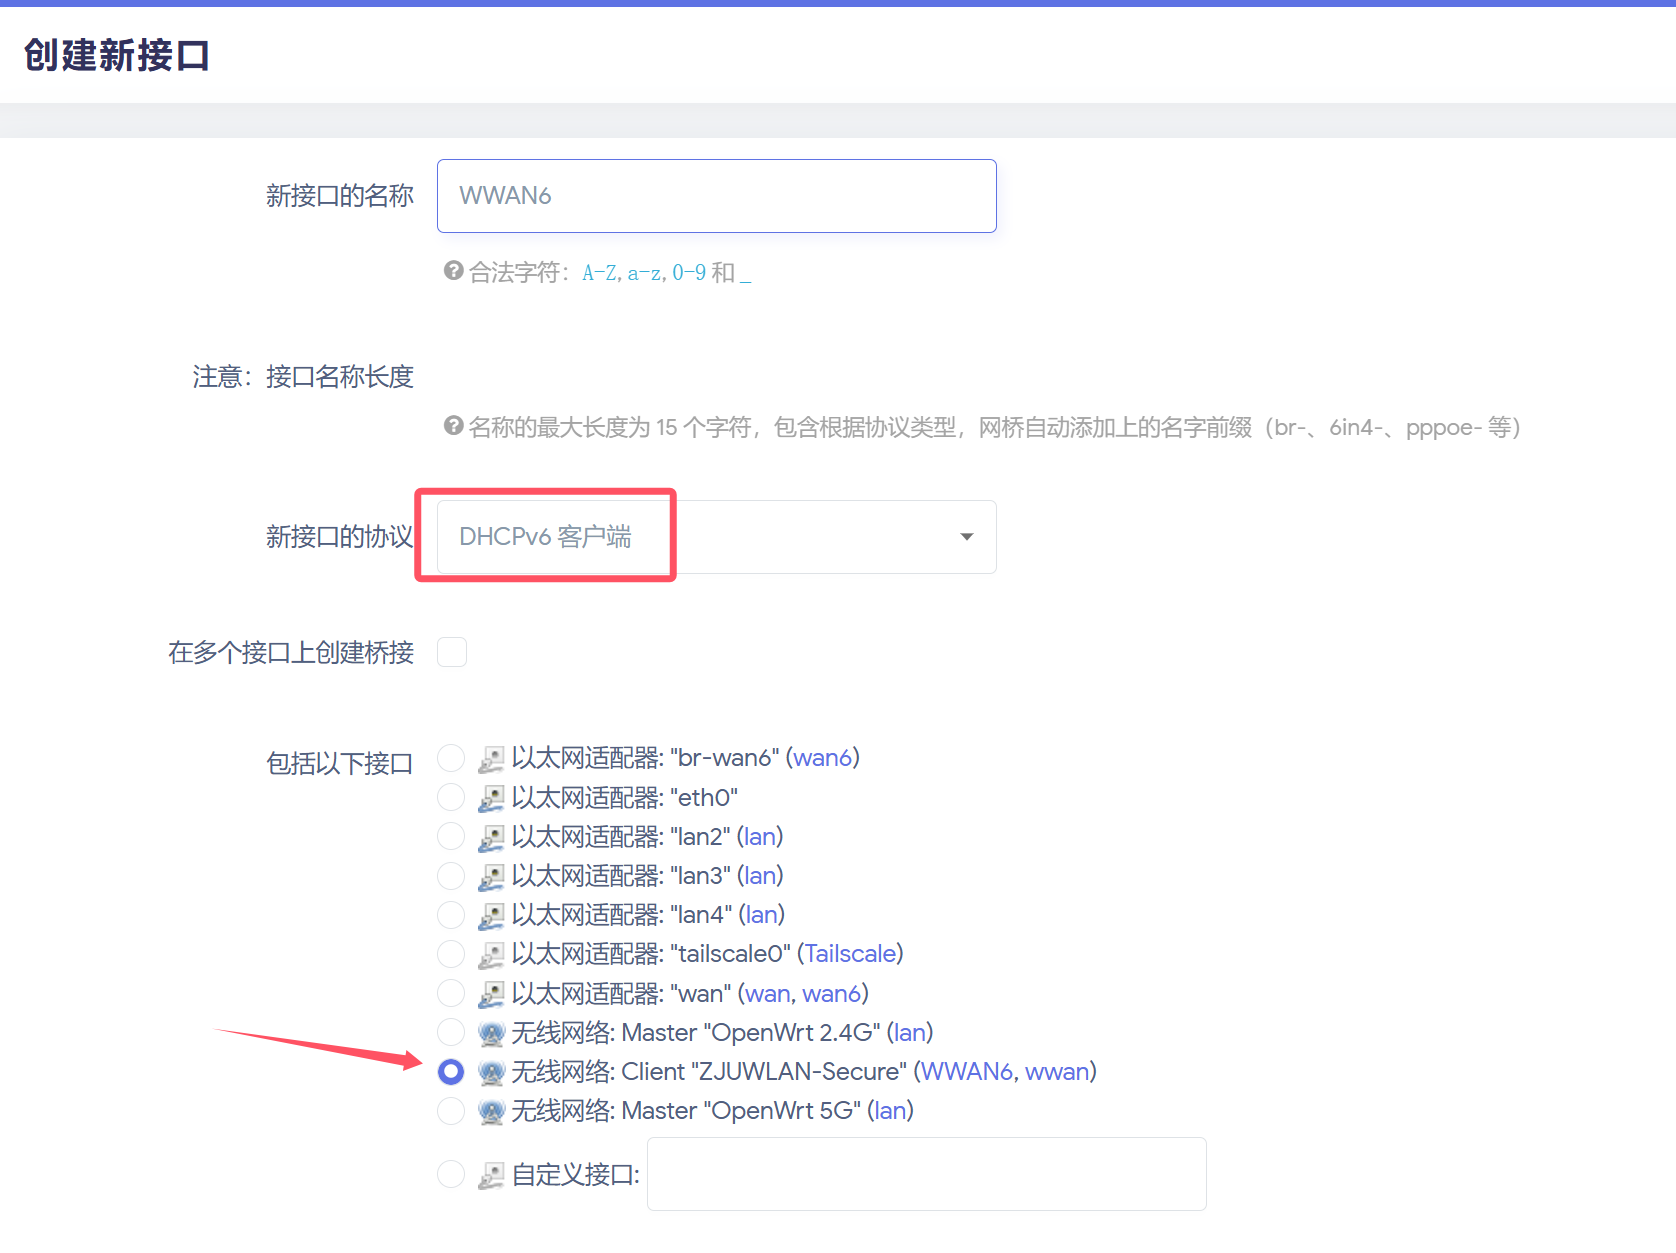 创建新接口
新接口的名称
WWAN6
合法字符：A-Z, a-z, 0-9 和 _
注意：接口名称长度
名称的最大长度为 15 个字符，包含根据协议类型，网桥自动添加上的名字前缀（br-、6in4-、pppoe- 等）
新接口的协议
DHCPv6 客户端
在多个接口上创建桥接
包括以下接口
以太网适配器: "br-wan6" (wan6)
以太网适配器: "eth0"
以太网适配器: "lan2" (lan)
以太网适配器: "lan3" (lan)
以太网适配器: "lan4" (lan)
以太网适配器: "tailscale0" (Tailscale)
以太网适配器: "wan" (wan, wan6)
无线网络: Master "OpenWrt 2.4G" (lan)
无线网络: Client "ZJUWLAN-Secure" (WWAN6, wwan)
无线网络: Master "OpenWrt 5G" (lan)
自定义接口: